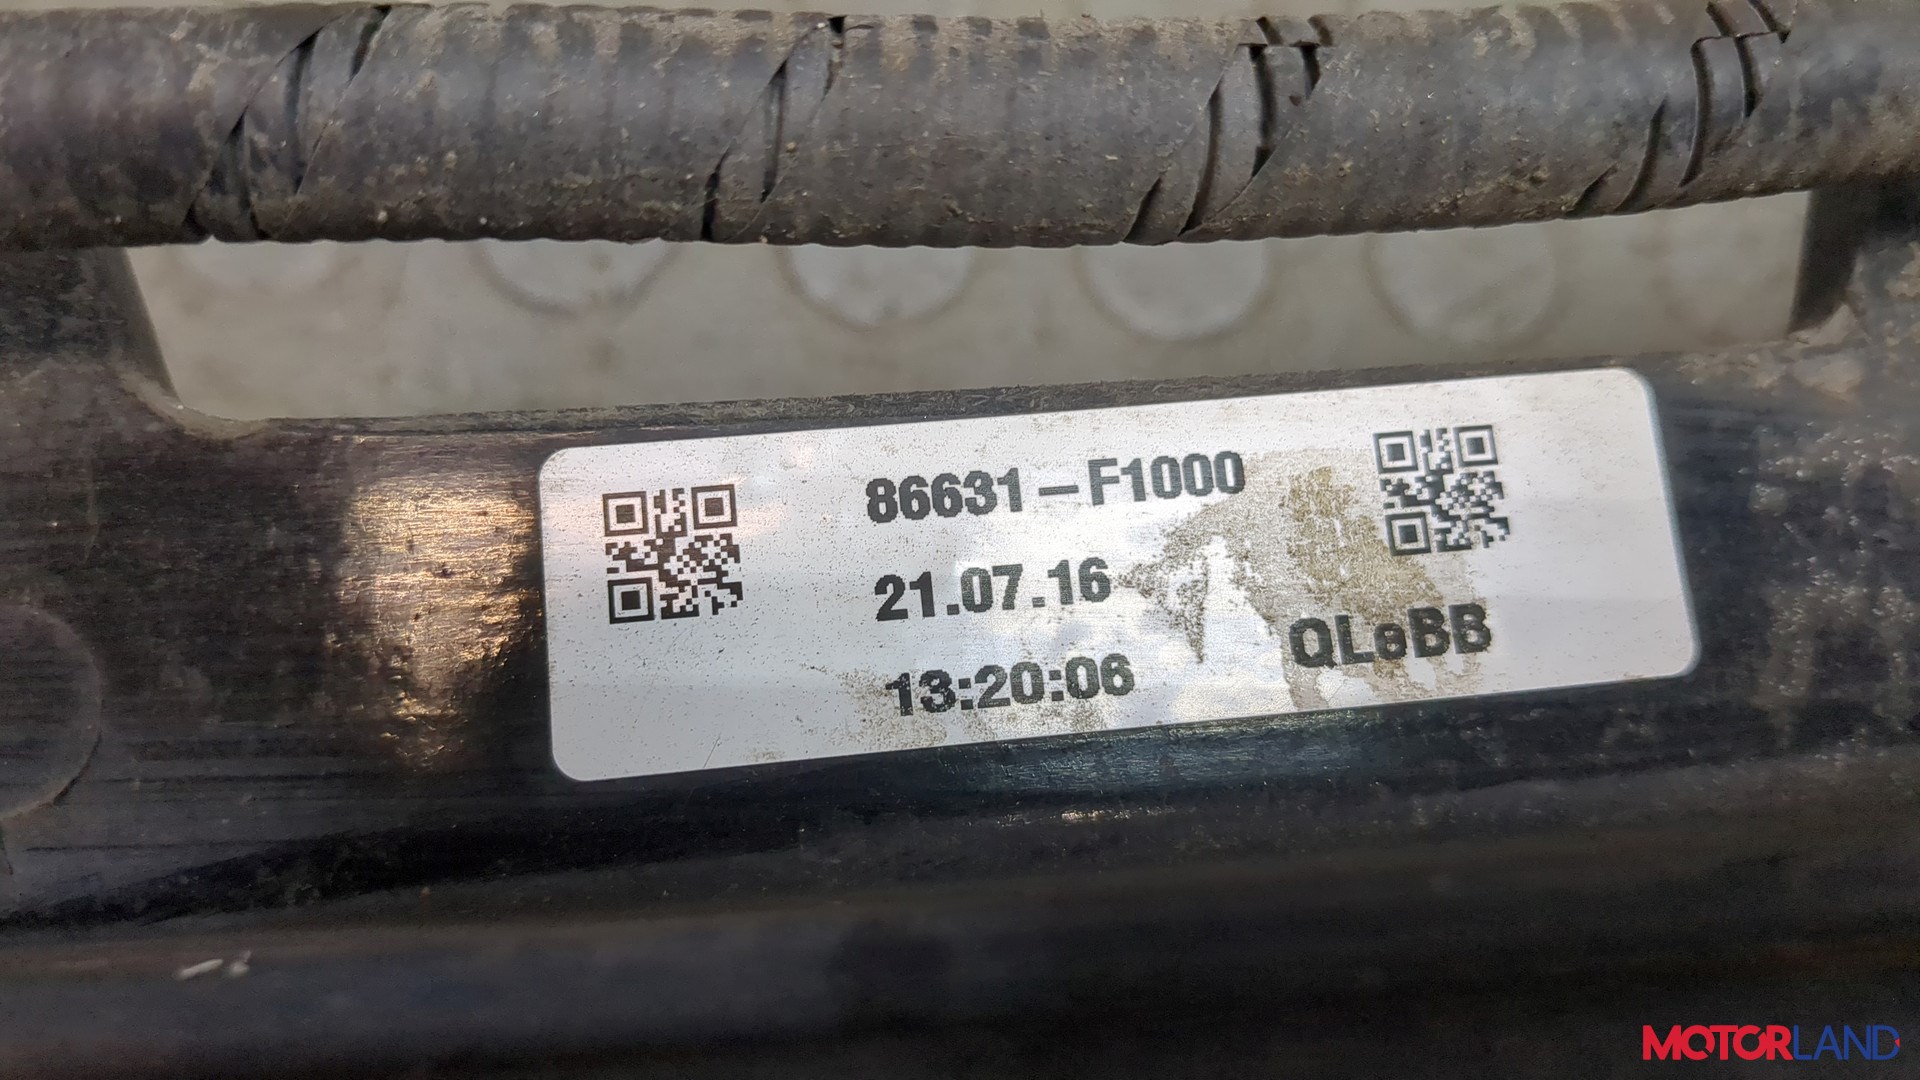 86631-F1000
21.07.16
13:20:06
QLeBB
MOTORLAND